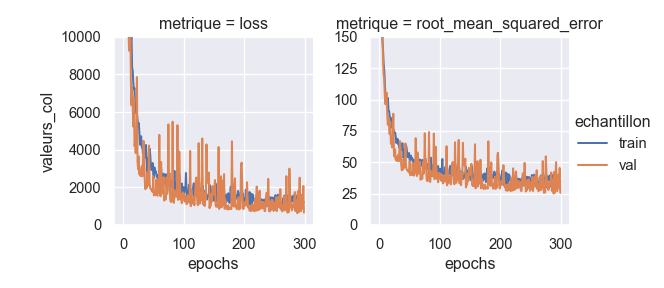 metrique = loss
metrique = root_mean_squared_error
10000
8000
6000
4000
2000
0
valeurs_col
0
100
200
300
epochs
150
125
100
75
50
25
0
0
100
200
300
epochs
echantillon
train
val